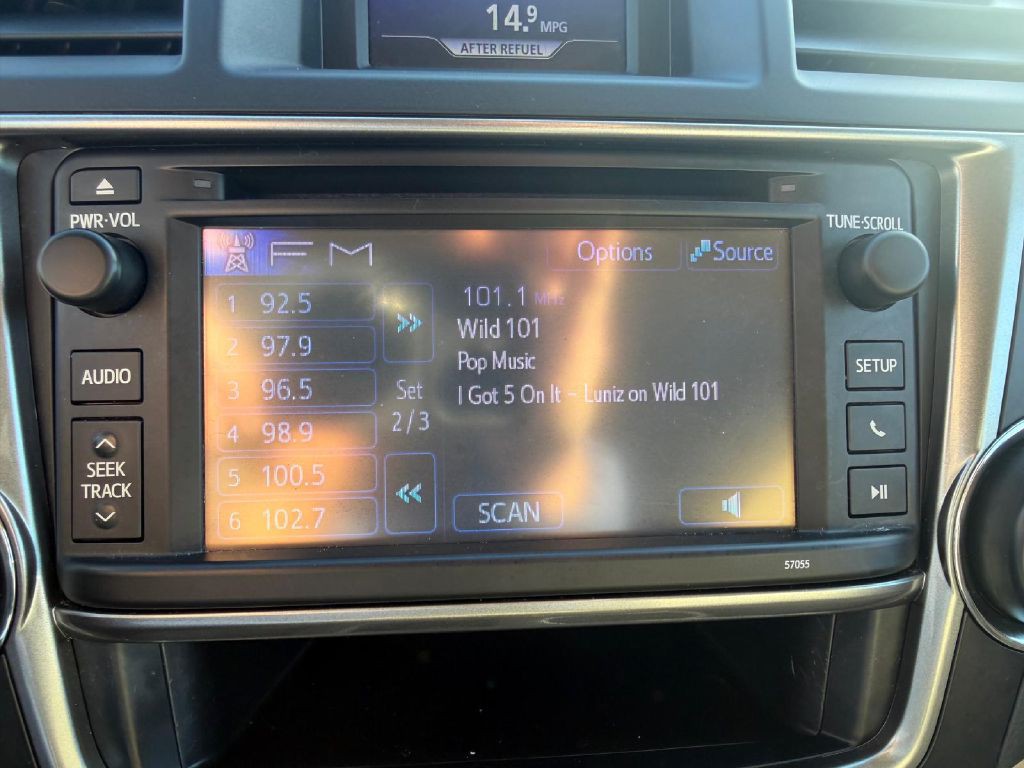 14.9 MPG
AFTER REFUEL
PWR·VOL
TUNE·SCROLL
FM
Options
Source
1 92.5
2 97.9
3 96.5
4 98.9
5 100.5
6 102.7
Set
2/3
101.1 MHz
Wild 101
Pop Music
I Got 5 On It - Luniz on Wild 101
SCAN
AUDIO
SEEK
TRACK
SETUP
57055